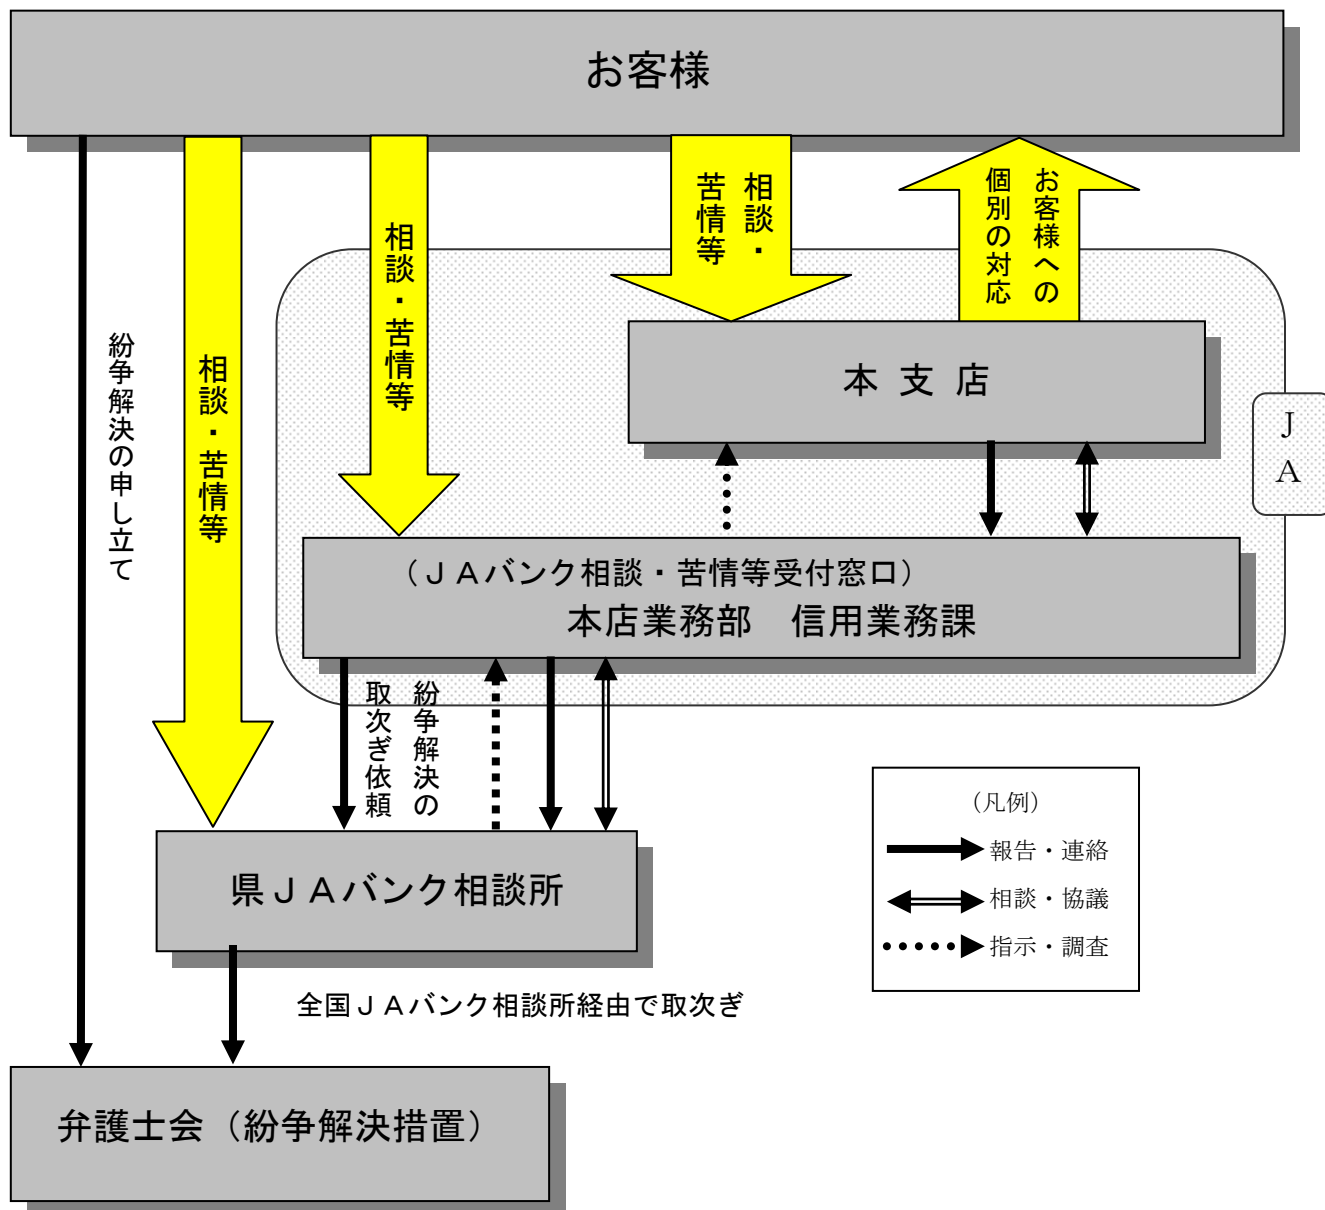 お客様
紛争解決の申し立て
相談・苦情等
相談・苦情等
相談・
苦情等
お客様への
個別の対応
本 支 店
J
A
（ＪＡバンク相談・苦情等受付窓口）
本店業務部　信用業務課
紛争解決の
取次ぎ依頼
県ＪＡバンク相談所
全国ＪＡバンク相談所経由で取次ぎ
弁護士会（紛争解決措置）
（凡例）
報告・連絡
相談・協議
指示・調査